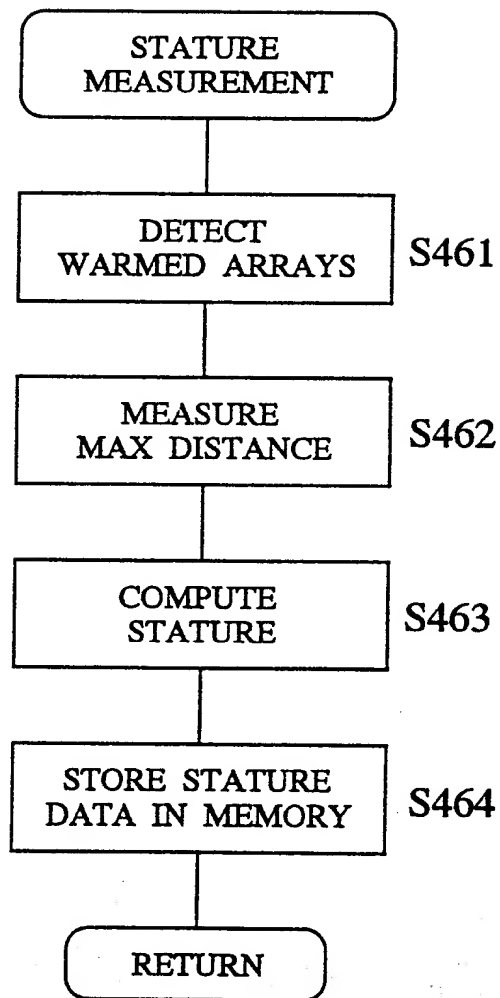 STATURE
MEASUREMENT
DETECT
WARMED ARRAYS
S461
MEASURE
MAX DISTANCE
S462
COMPUTE
STATURE
S463
STORE STATURE
DATA IN MEMORY
S464
RETURN